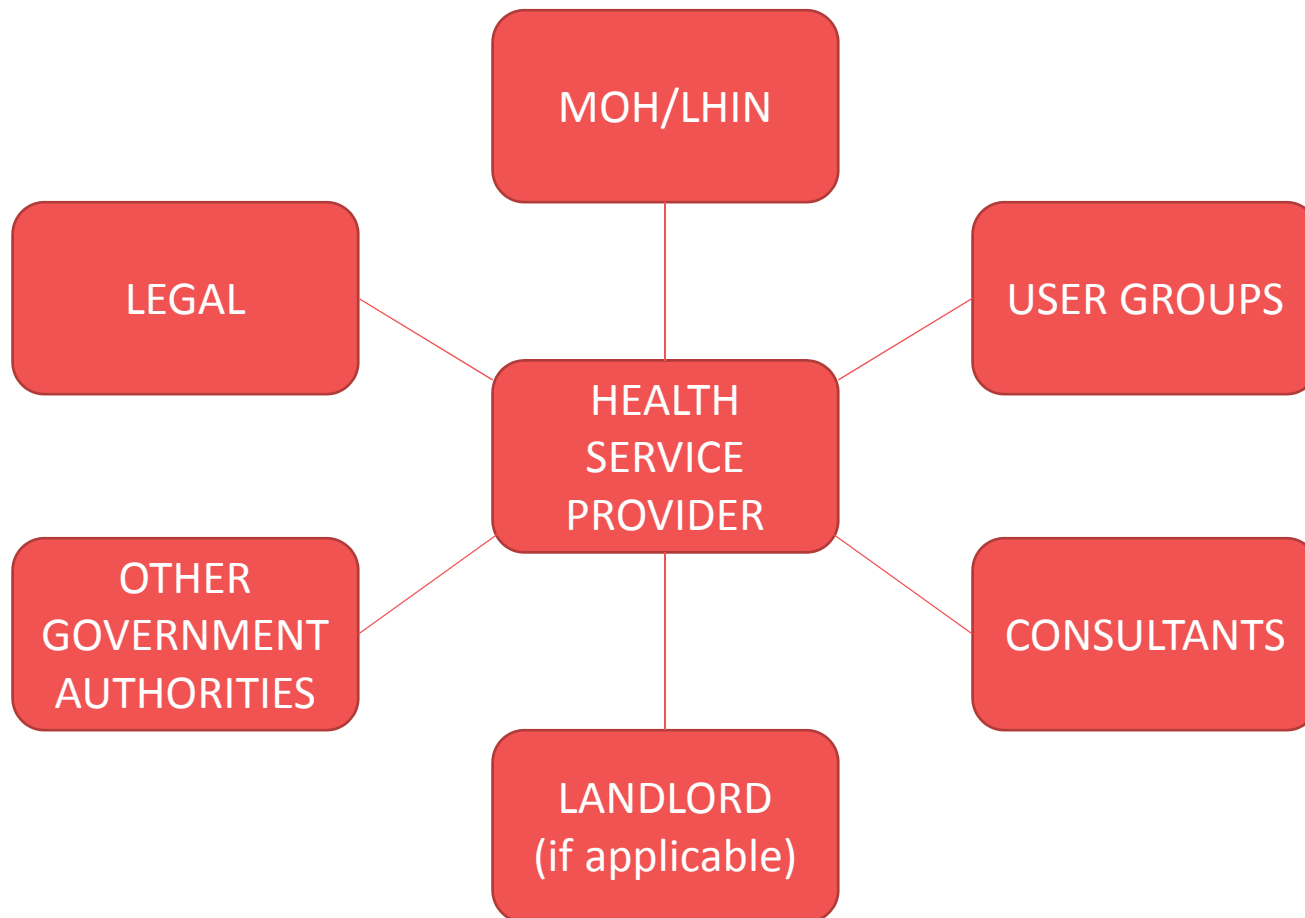 MOH/LHIN
LEGAL
USER GROUPS
HEALTH
SERVICE
PROVIDER
OTHER
GOVERNMENT
AUTHORITIES
CONSULTANTS
LANDLORD
(if applicable)